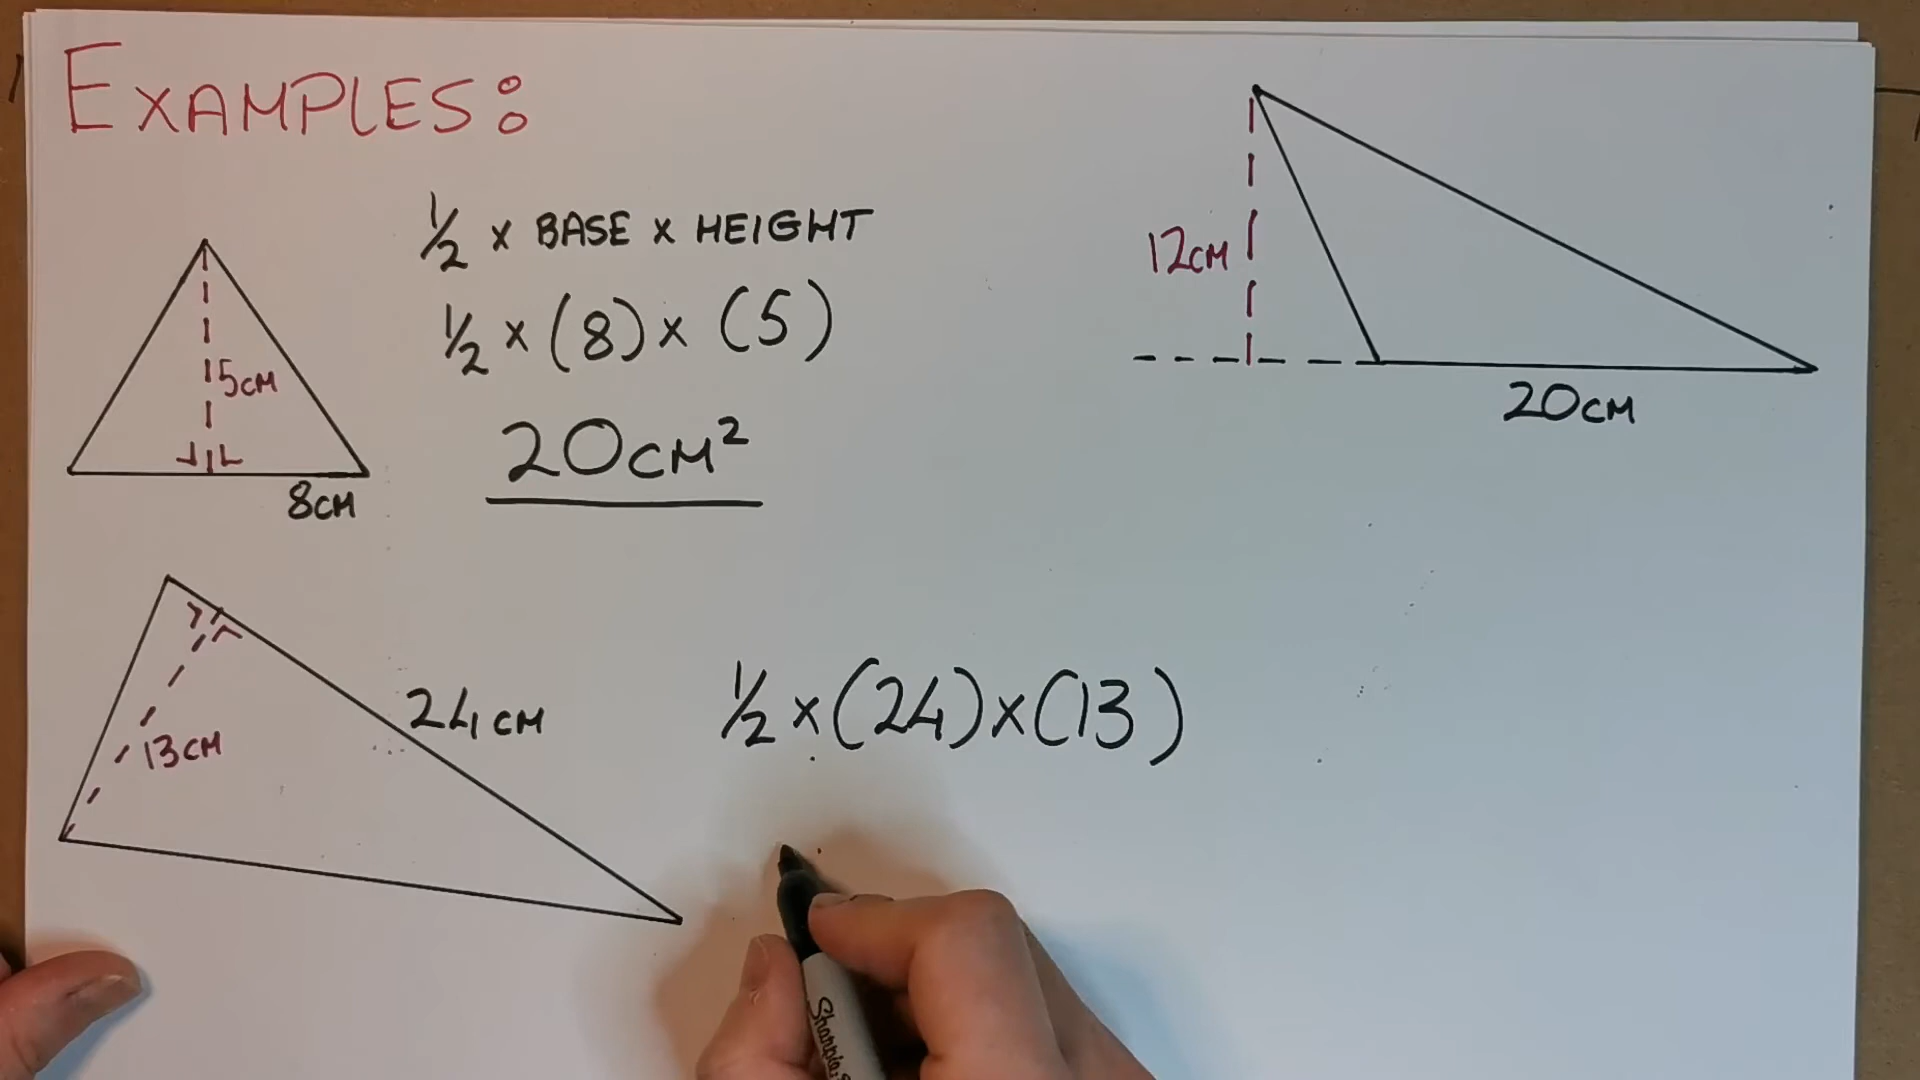 EXAMPLES:
½ × BASE × HEIGHT
½ × (8) × (5)
20CM²
5CM
8CM
12CM
20CM
24CM
13CM
½ × (24) × (13)
Sharpie